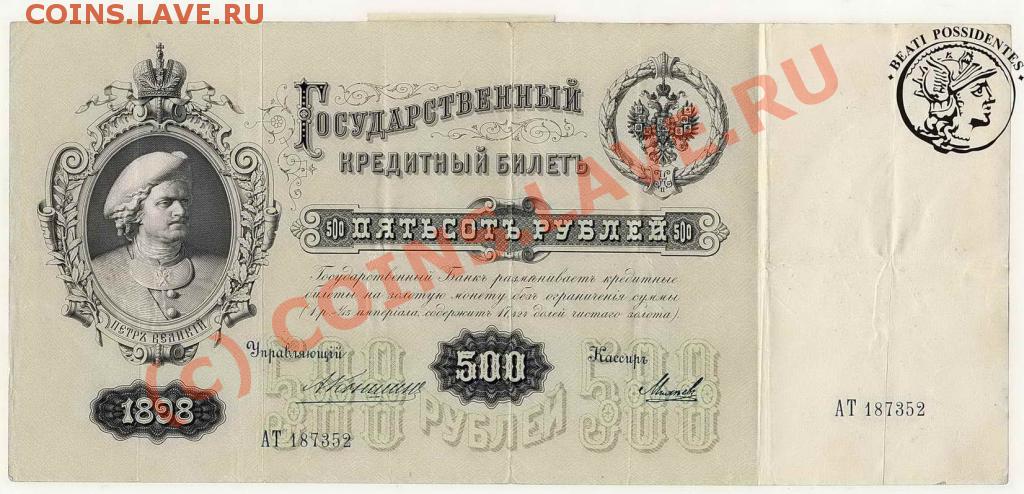 COINS.LAVE.RU
• BEATI POSSIDENTES •
Государственный
кредитный билетъ
500 ПЯТЬСОТЪ РУБЛЕЙ 500
Государственный Банкъ размѣниваетъ кредитные
билеты на золотую монету безъ ограниченія суммы
(1 р.=1/15 имперіала, содержитъ 17,424 долей чистаго золота).
ПЕТРЪ ВЕЛИКІЙ
Управляющій
Кассиръ
500
500
500
300
РУБЛЕЙ
300
1898
АТ 187352
АТ 187352
(C) COINS.LAVE.RU